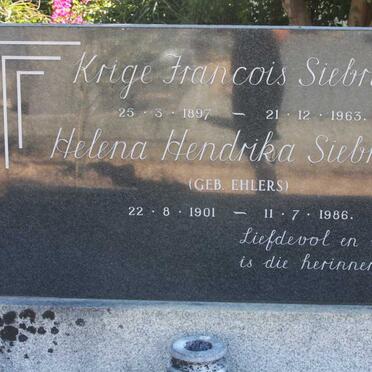 Krige Francois Siebr
25 · 3 · 1897 — 21 · 12 · 1963.
Helena Hendrika Sieb
(GEB. EHLERS)
22 · 8 · 1901 — 11 · 7 · 1986.
Liefdevol en
is die herinner